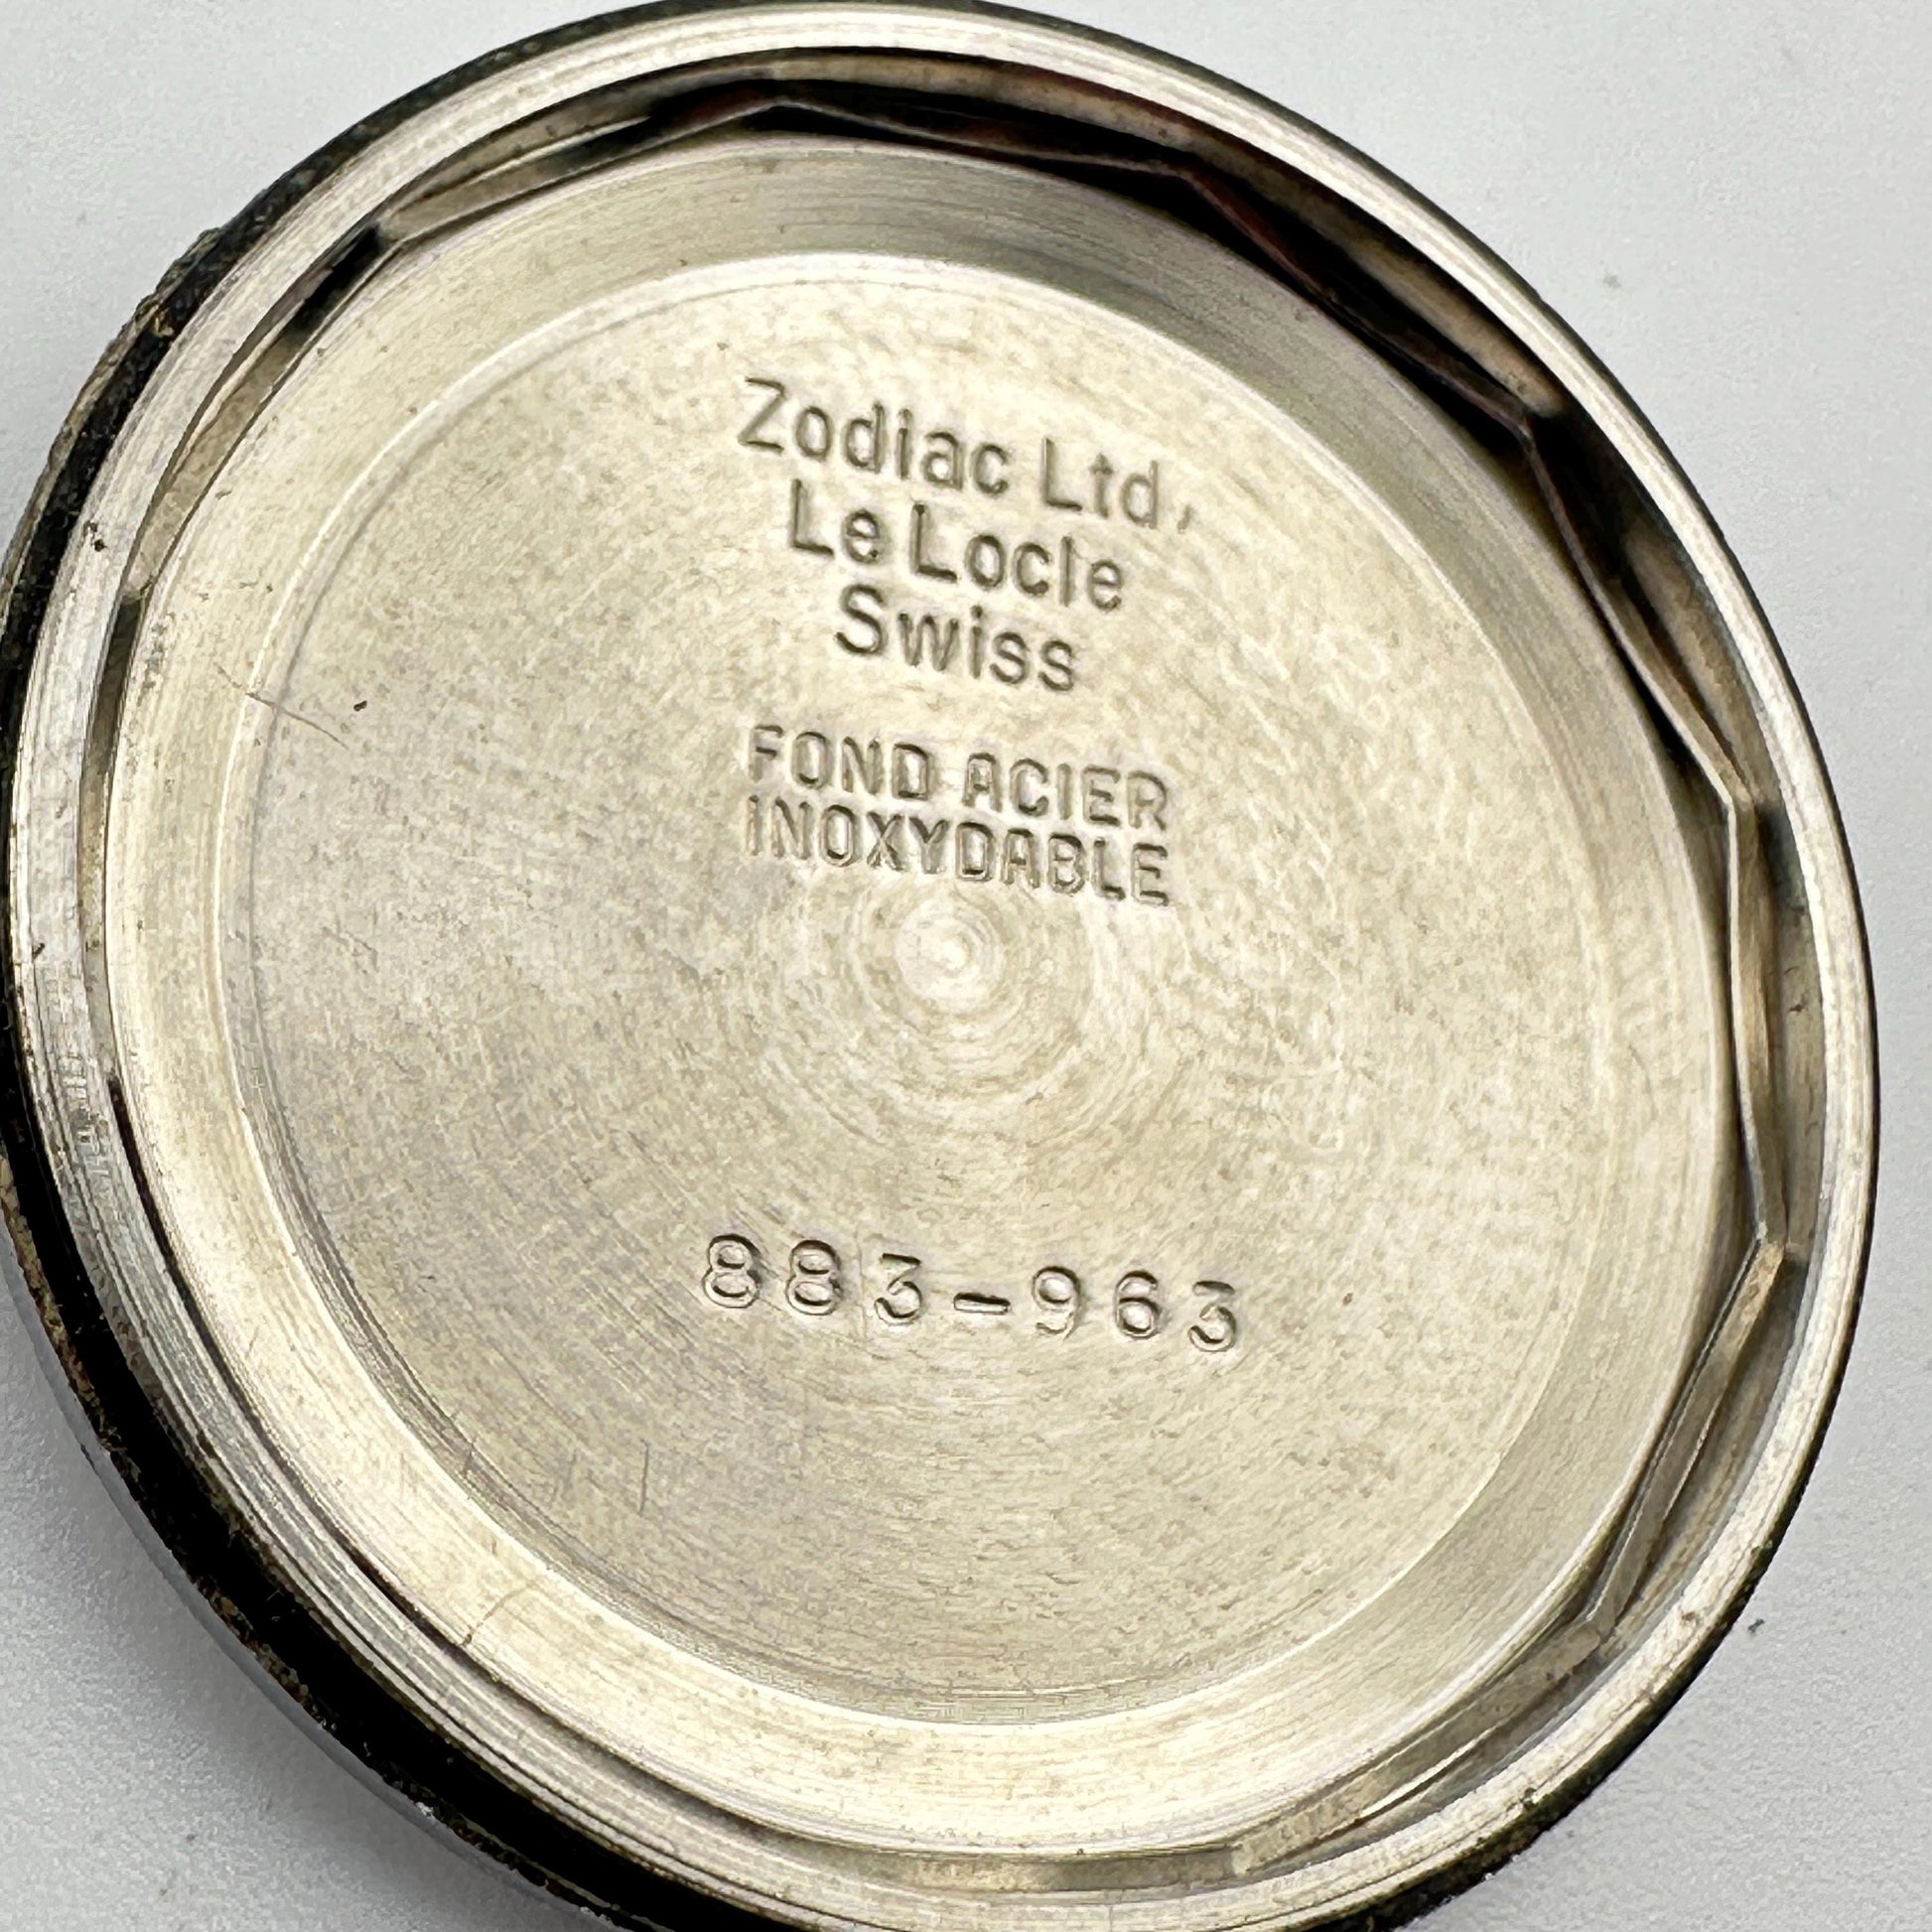 Zodiac Ltd,
Le Locle
Swiss
FOND ACIER
INOXYDABLE
883-963